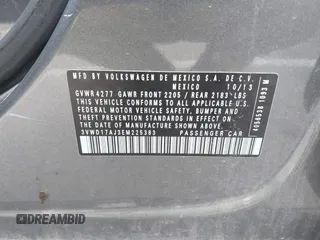 MFD BY VOLKSWAGEN DE MEXICO S.A. DE C.V.
MEXICO 10/13
GVWR 4277 GAWR FRONT 2205 / REAR 2183 LBS
THIS VEHICLE CONFORMS TO ALL APPLICABLE U.S.
FEDERAL MOTOR VEHICLE SAFETY, BUMPER AND
THEFT PREVENTION STANDARDS IN EFFECT ON THE
DATE OF MANUFACTURE SHOWN ABOVE
3VWD17AJ3EM225383 PASSENGER CAR
DREAMBID